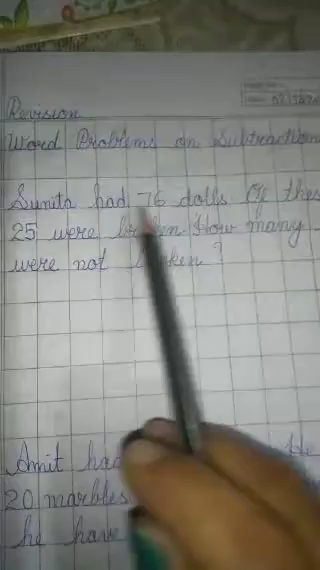 Revision
Word Problems on Subtraction
Sunita had 76 dolls Of
25 were broken. How many
were not broken?
Amit had He
20 marbles
he have